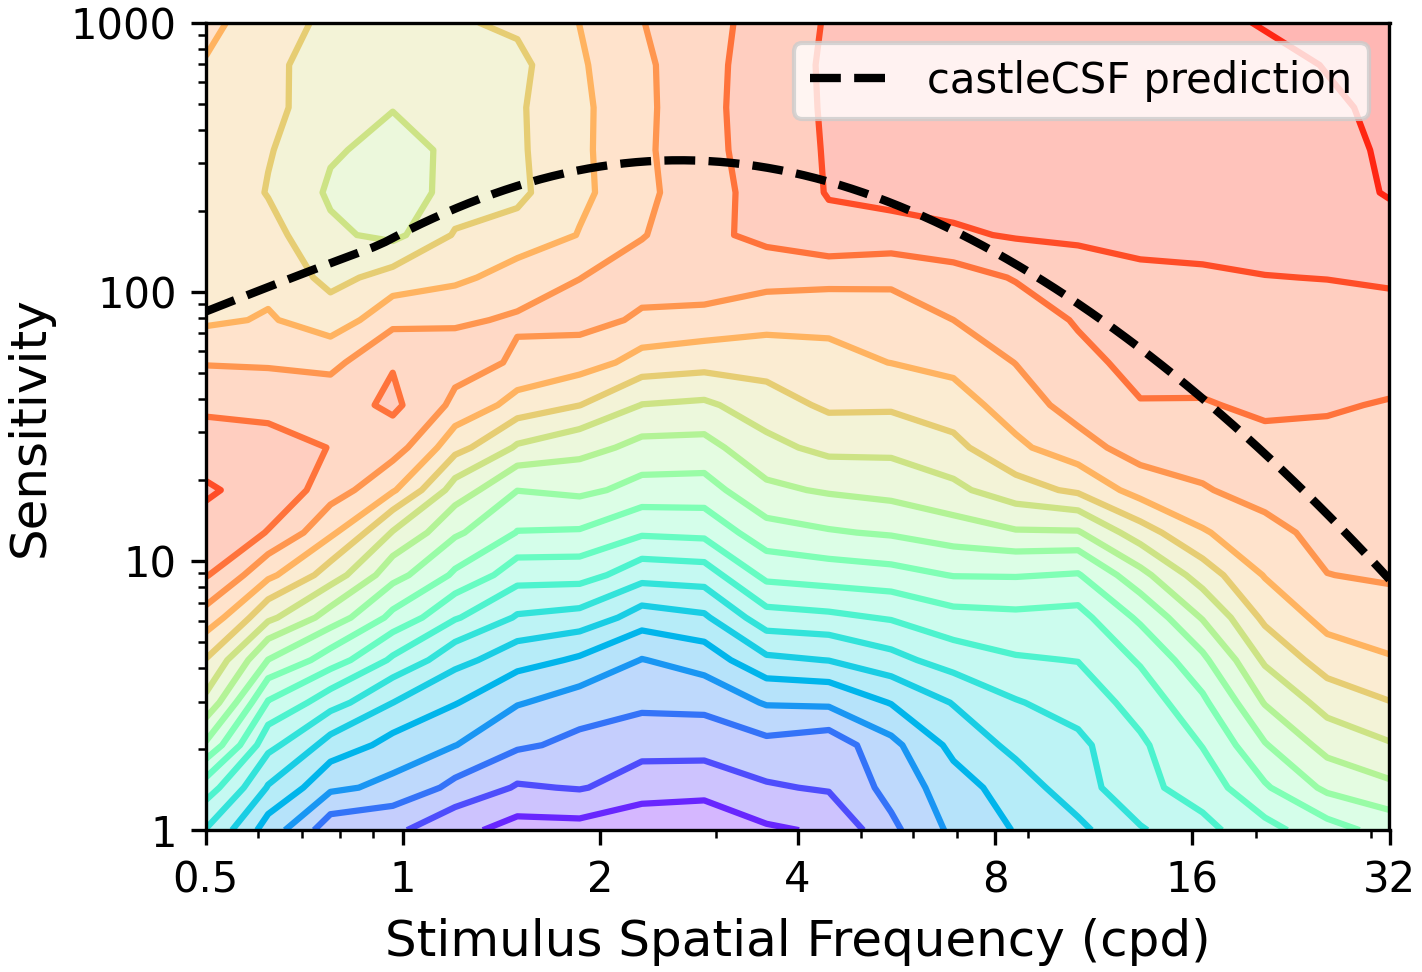 1000
castleCSF prediction
100
Sensitivity
10
1
0.5 1 2 4 8 16 32
Stimulus Spatial Frequency (cpd)